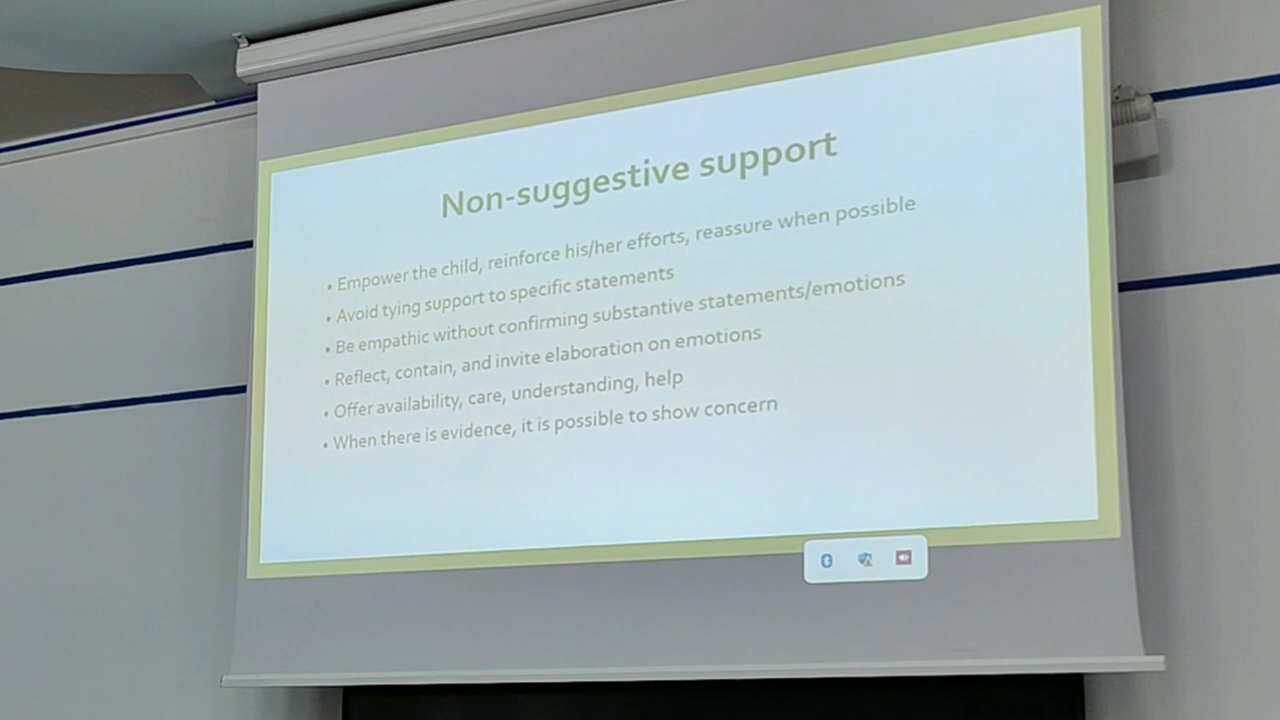 Non-suggestive support
• Empower the child, reinforce his/her efforts, reassure when possible
• Avoid tying support to specific statements
• Be empathic without confirming substantive statements/emotions
• Reflect, contain, and invite elaboration on emotions
• Offer availability, care, understanding, help
• When there is evidence, it is possible to show concern